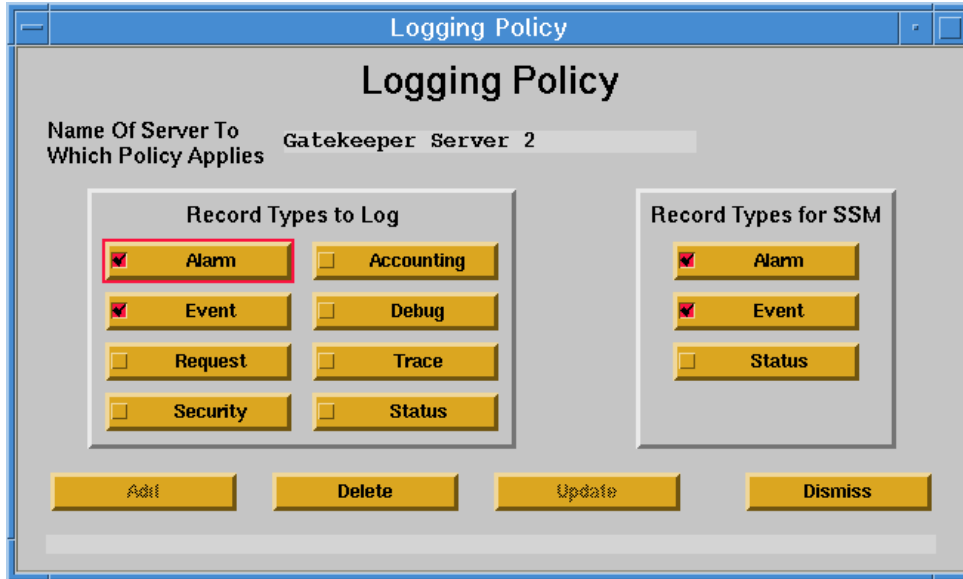 Logging Policy
Logging Policy
Name Of Server To
Which Policy Applies
Gatekeeper Server 2
Record Types to Log
Alarm
Accounting
Event
Debug
Request
Trace
Security
Status
Record Types for SSM
Alarm
Event
Status
Add
Delete
Update
Dismiss